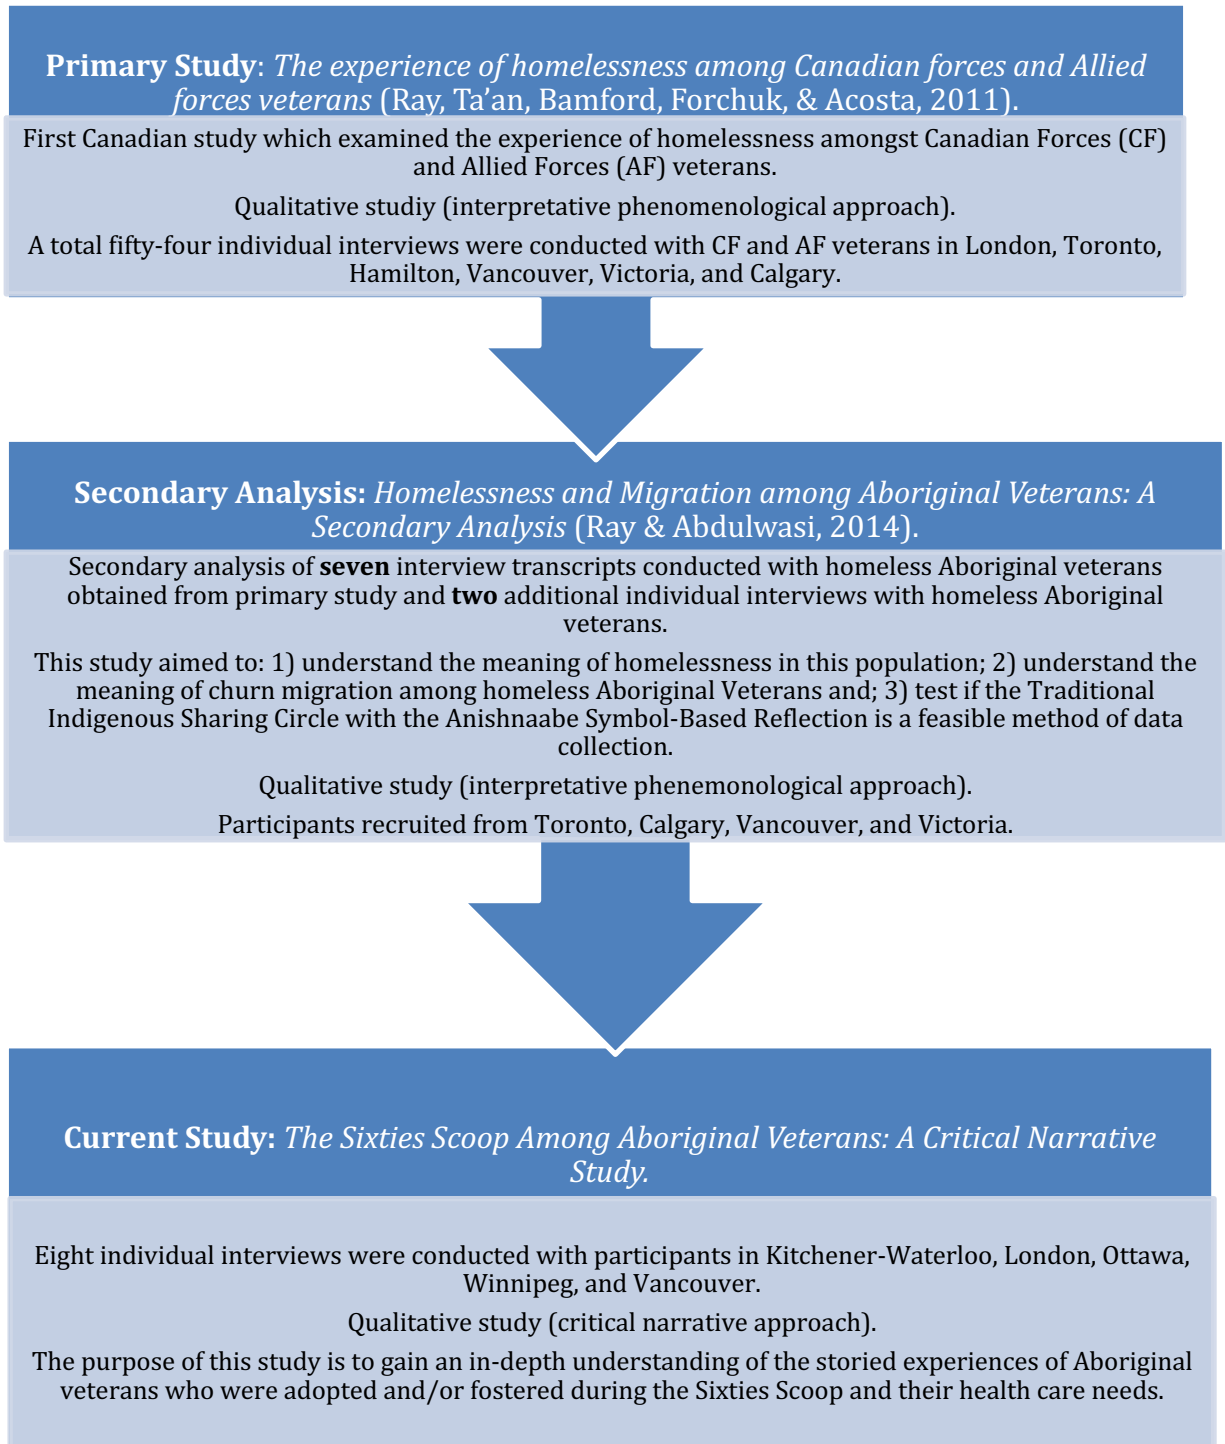 Primary Study: The experience of homelessness among Canadian forces and Allied
forces veterans (Ray, Ta’an, Bamford, Forchuk, & Acosta, 2011).
First Canadian study which examined the experience of homelessness amongst Canadian Forces (CF)
and Allied Forces (AF) veterans.
Qualitative studiy (interpretative phenomenological approach).
A total fifty-four individual interviews were conducted with CF and AF veterans in London, Toronto,
Hamilton, Vancouver, Victoria, and Calgary.
Secondary Analysis: Homelessness and Migration among Aboriginal Veterans: A
Secondary Analysis (Ray & Abdulwasi, 2014).
Secondary analysis of seven interview transcripts conducted with homeless Aboriginal veterans
obtained from primary study and two additional individual interviews with homeless Aboriginal
veterans.
This study aimed to: 1) understand the meaning of homelessness in this population; 2) understand the
meaning of churn migration among homeless Aboriginal Veterans and; 3) test if the Traditional
Indigenous Sharing Circle with the Anishnaabe Symbol-Based Reflection is a feasible method of data
collection.
Qualitative study (interpretative phenemonological approach).
Participants recruited from Toronto, Calgary, Vancouver, and Victoria.
Current Study: The Sixties Scoop Among Aboriginal Veterans: A Critical Narrative
Study.
Eight individual interviews were conducted with participants in Kitchener-Waterloo, London, Ottawa,
Winnipeg, and Vancouver.
Qualitative study (critical narrative approach).
The purpose of this study is to gain an in-depth understanding of the storied experiences of Aboriginal
veterans who were adopted and/or fostered during the Sixties Scoop and their health care needs.